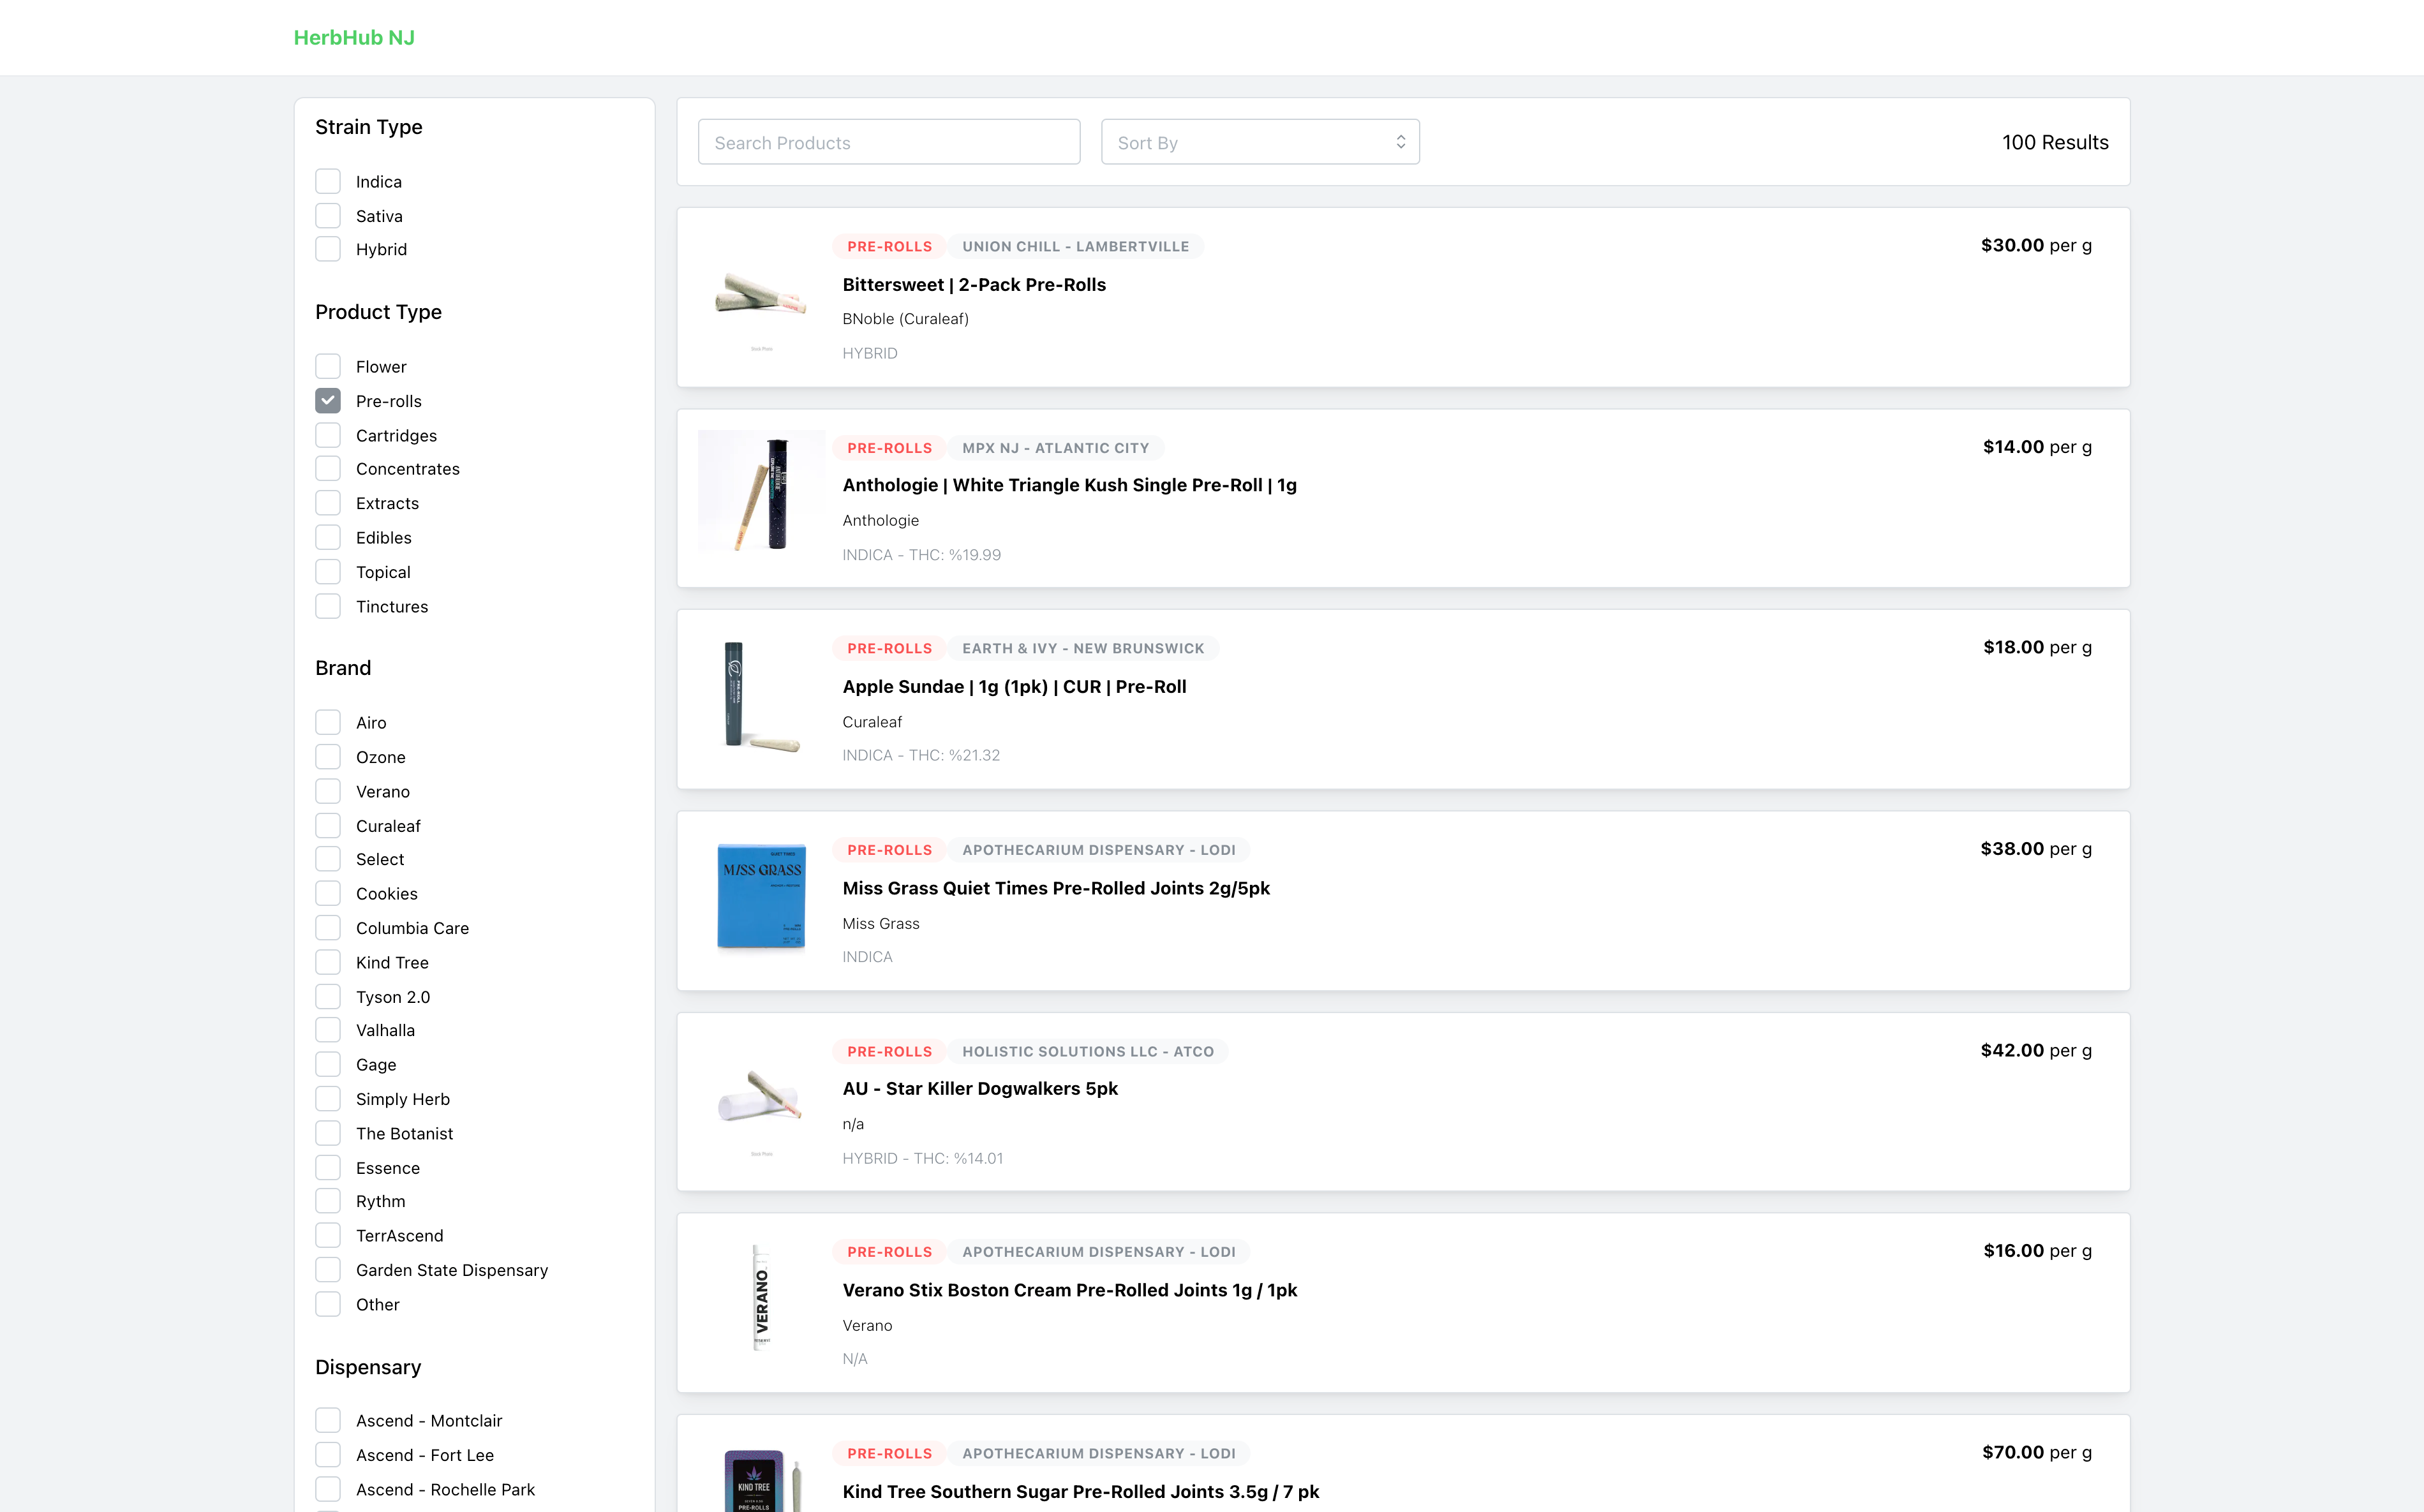 HerbHub NJ
Strain Type
Indica
Sativa
Hybrid
Product Type
Flower
Pre-rolls
Cartridges
Concentrates
Extracts
Edibles
Topical
Tinctures
Brand
Airo
Ozone
Verano
Curaleaf
Select
Cookies
Columbia Care
Kind Tree
Tyson 2.0
Valhalla
Gage
Simply Herb
The Botanist
Essence
Rythm
TerrAscend
Garden State Dispensary
Other
Dispensary
Ascend - Montclair
Ascend - Fort Lee
Ascend - Rochelle Park
Search Products
Sort By
100 Results
PRE-ROLLS UNION CHILL - LAMBERTVILLE $30.00 per g
Bittersweet | 2-Pack Pre-Rolls
BNoble (Curaleaf)
HYBRID
PRE-ROLLS MPX NJ - ATLANTIC CITY $14.00 per g
Anthologie | White Triangle Kush Single Pre-Roll | 1g
Anthologie
INDICA - THC: %19.99
PRE-ROLLS EARTH & IVY - NEW BRUNSWICK $18.00 per g
Apple Sundae | 1g (1pk) | CUR | Pre-Roll
Curaleaf
INDICA - THC: %21.32
PRE-ROLLS APOTHECARIUM DISPENSARY - LODI $38.00 per g
MISS GRASS
Miss Grass Quiet Times Pre-Rolled Joints 2g/5pk
Miss Grass
INDICA
PRE-ROLLS HOLISTIC SOLUTIONS LLC - ATCO $42.00 per g
AU - Star Killer Dogwalkers 5pk
n/a
HYBRID - THC: %14.01
PRE-ROLLS APOTHECARIUM DISPENSARY - LODI $16.00 per g
VERANO
Verano Stix Boston Cream Pre-Rolled Joints 1g / 1pk
Verano
N/A
PRE-ROLLS APOTHECARIUM DISPENSARY - LODI $70.00 per g
KIND TREE
PRE-ROLLS
Kind Tree Southern Sugar Pre-Rolled Joints 3.5g / 7 pk